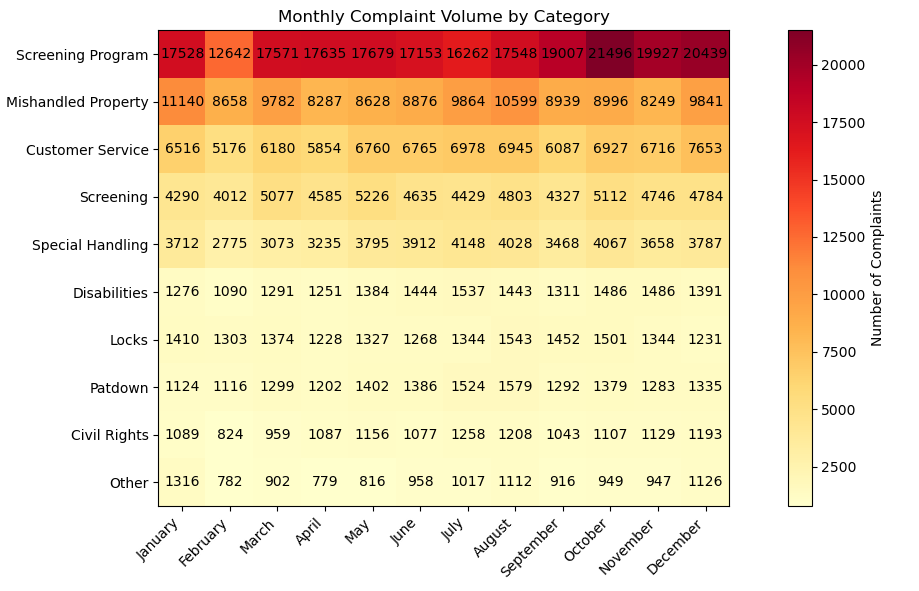 Monthly Complaint Volume by Category
Screening Program 17528 12642 17571 17635 17679 17153 16262 17548 19007 21496 19927 20439
Mishandled Property 11140 8658 9782 8287 8628 8876 9864 10599 8939 8996 8249 9841
Customer Service 6516 5176 6180 5854 6760 6765 6978 6945 6087 6927 6716 7653
Screening 4290 4012 5077 4585 5226 4635 4429 4803 4327 5112 4746 4784
Special Handling 3712 2775 3073 3235 3795 3912 4148 4028 3468 4067 3658 3787
Disabilities 1276 1090 1291 1251 1384 1444 1537 1443 1311 1486 1486 1391
Locks 1410 1303 1374 1228 1327 1268 1344 1543 1452 1501 1344 1231
Patdown 1124 1116 1299 1202 1402 1386 1524 1579 1292 1379 1283 1335
Civil Rights 1089 824 959 1087 1156 1077 1258 1208 1043 1107 1129 1193
Other 1316 782 902 779 816 958 1017 1112 916 949 947 1126
January February March April May June July August September October November December
20000
17500
15000
12500
10000
7500
5000
2500
Number of Complaints